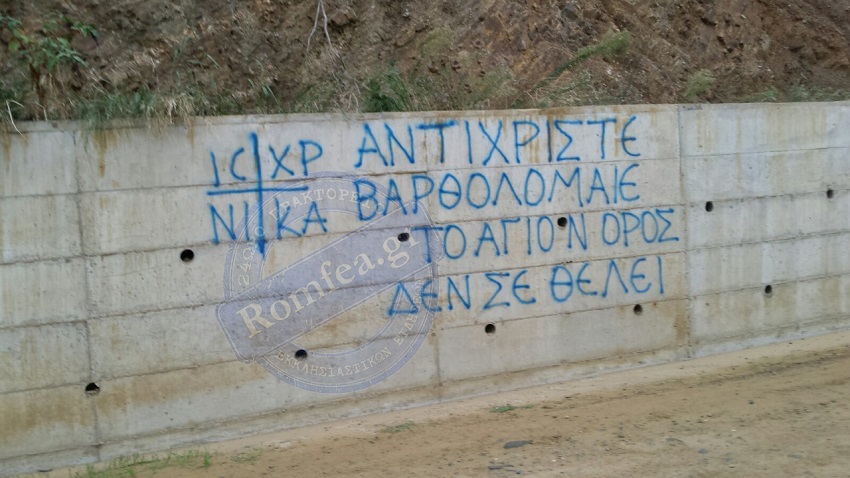 IC XP
NI KA
ΑΝΤΙΧΡΙΣΤΕ
ΒΑΡΘΟΛΟΜΑΙΕ
ΤΟ ΑΓΙΟΝ ΟΡΟΣ
ΔΕΝ ΣΕ ΘΕΛΕΙ
Romfea.gr